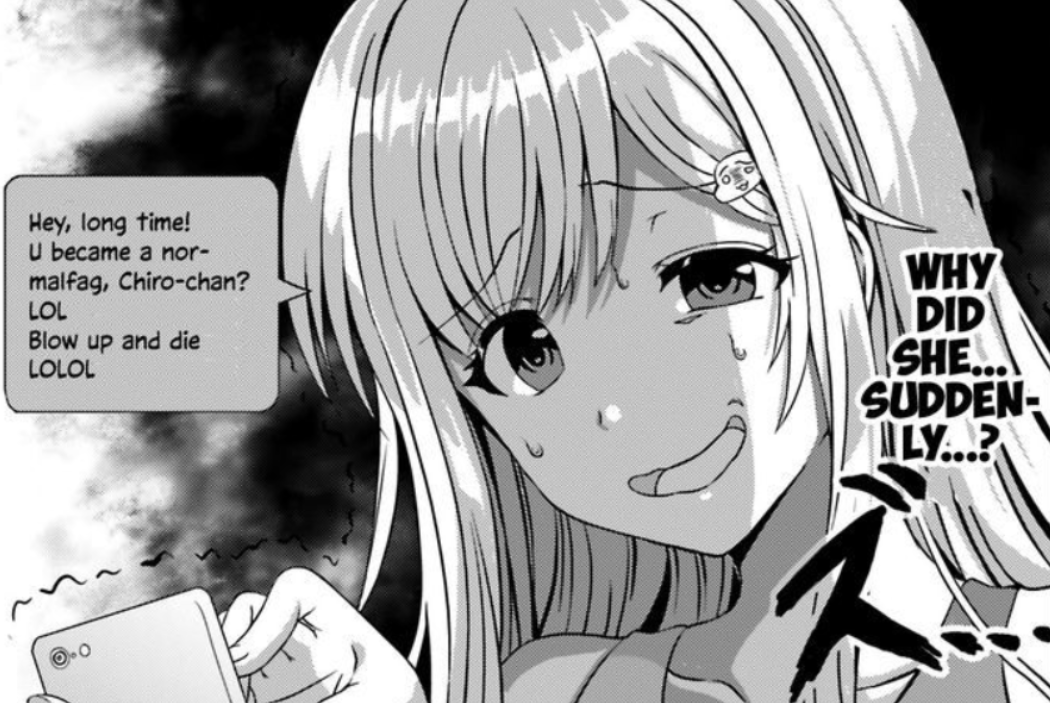 Hey, long time!
U became a nor-
malfag, Chiro-chan?
LOL
Blow up and die
LOLOL
WHY
DID
SHE...
SUDDEN-
LY...?
ズ…